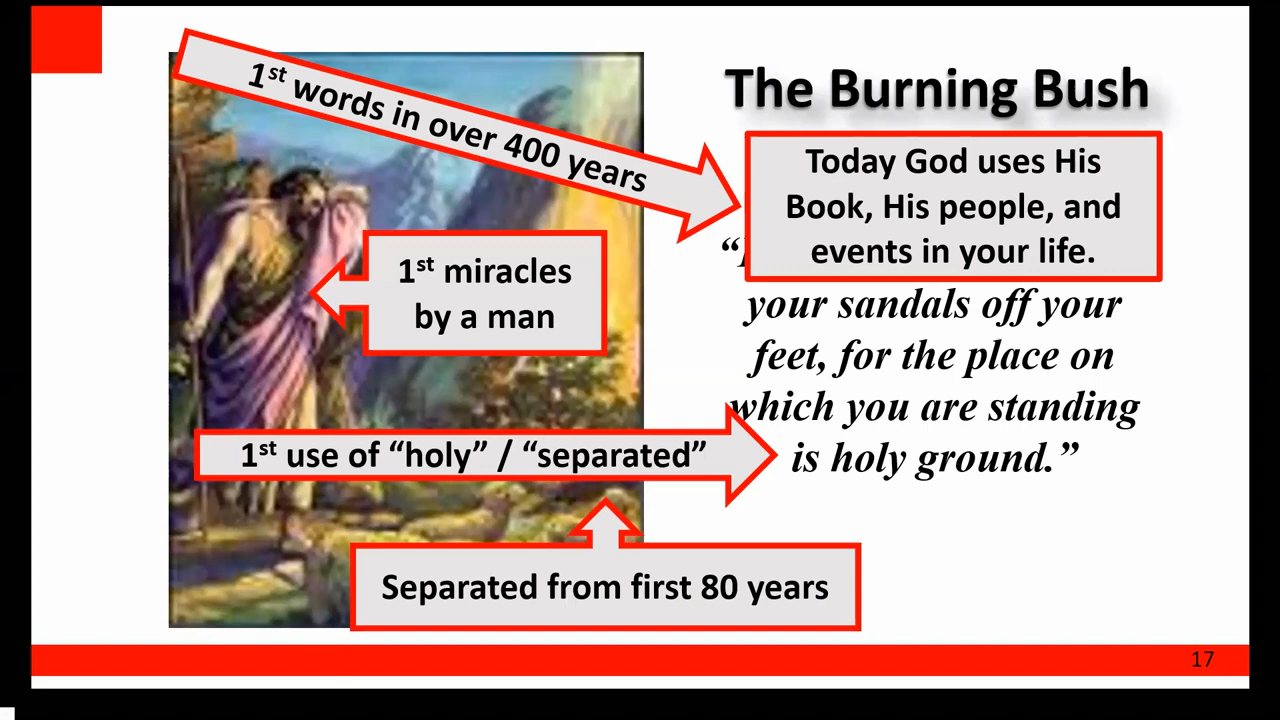 1st words in over 400 years
The Burning Bush
Today God uses His
Book, His people, and
events in your life.
1st miracles
by a man
your sandals off your
feet, for the place on
which you are standing
is holy ground.”
1st use of “holy” / “separated”
Separated from first 80 years
17